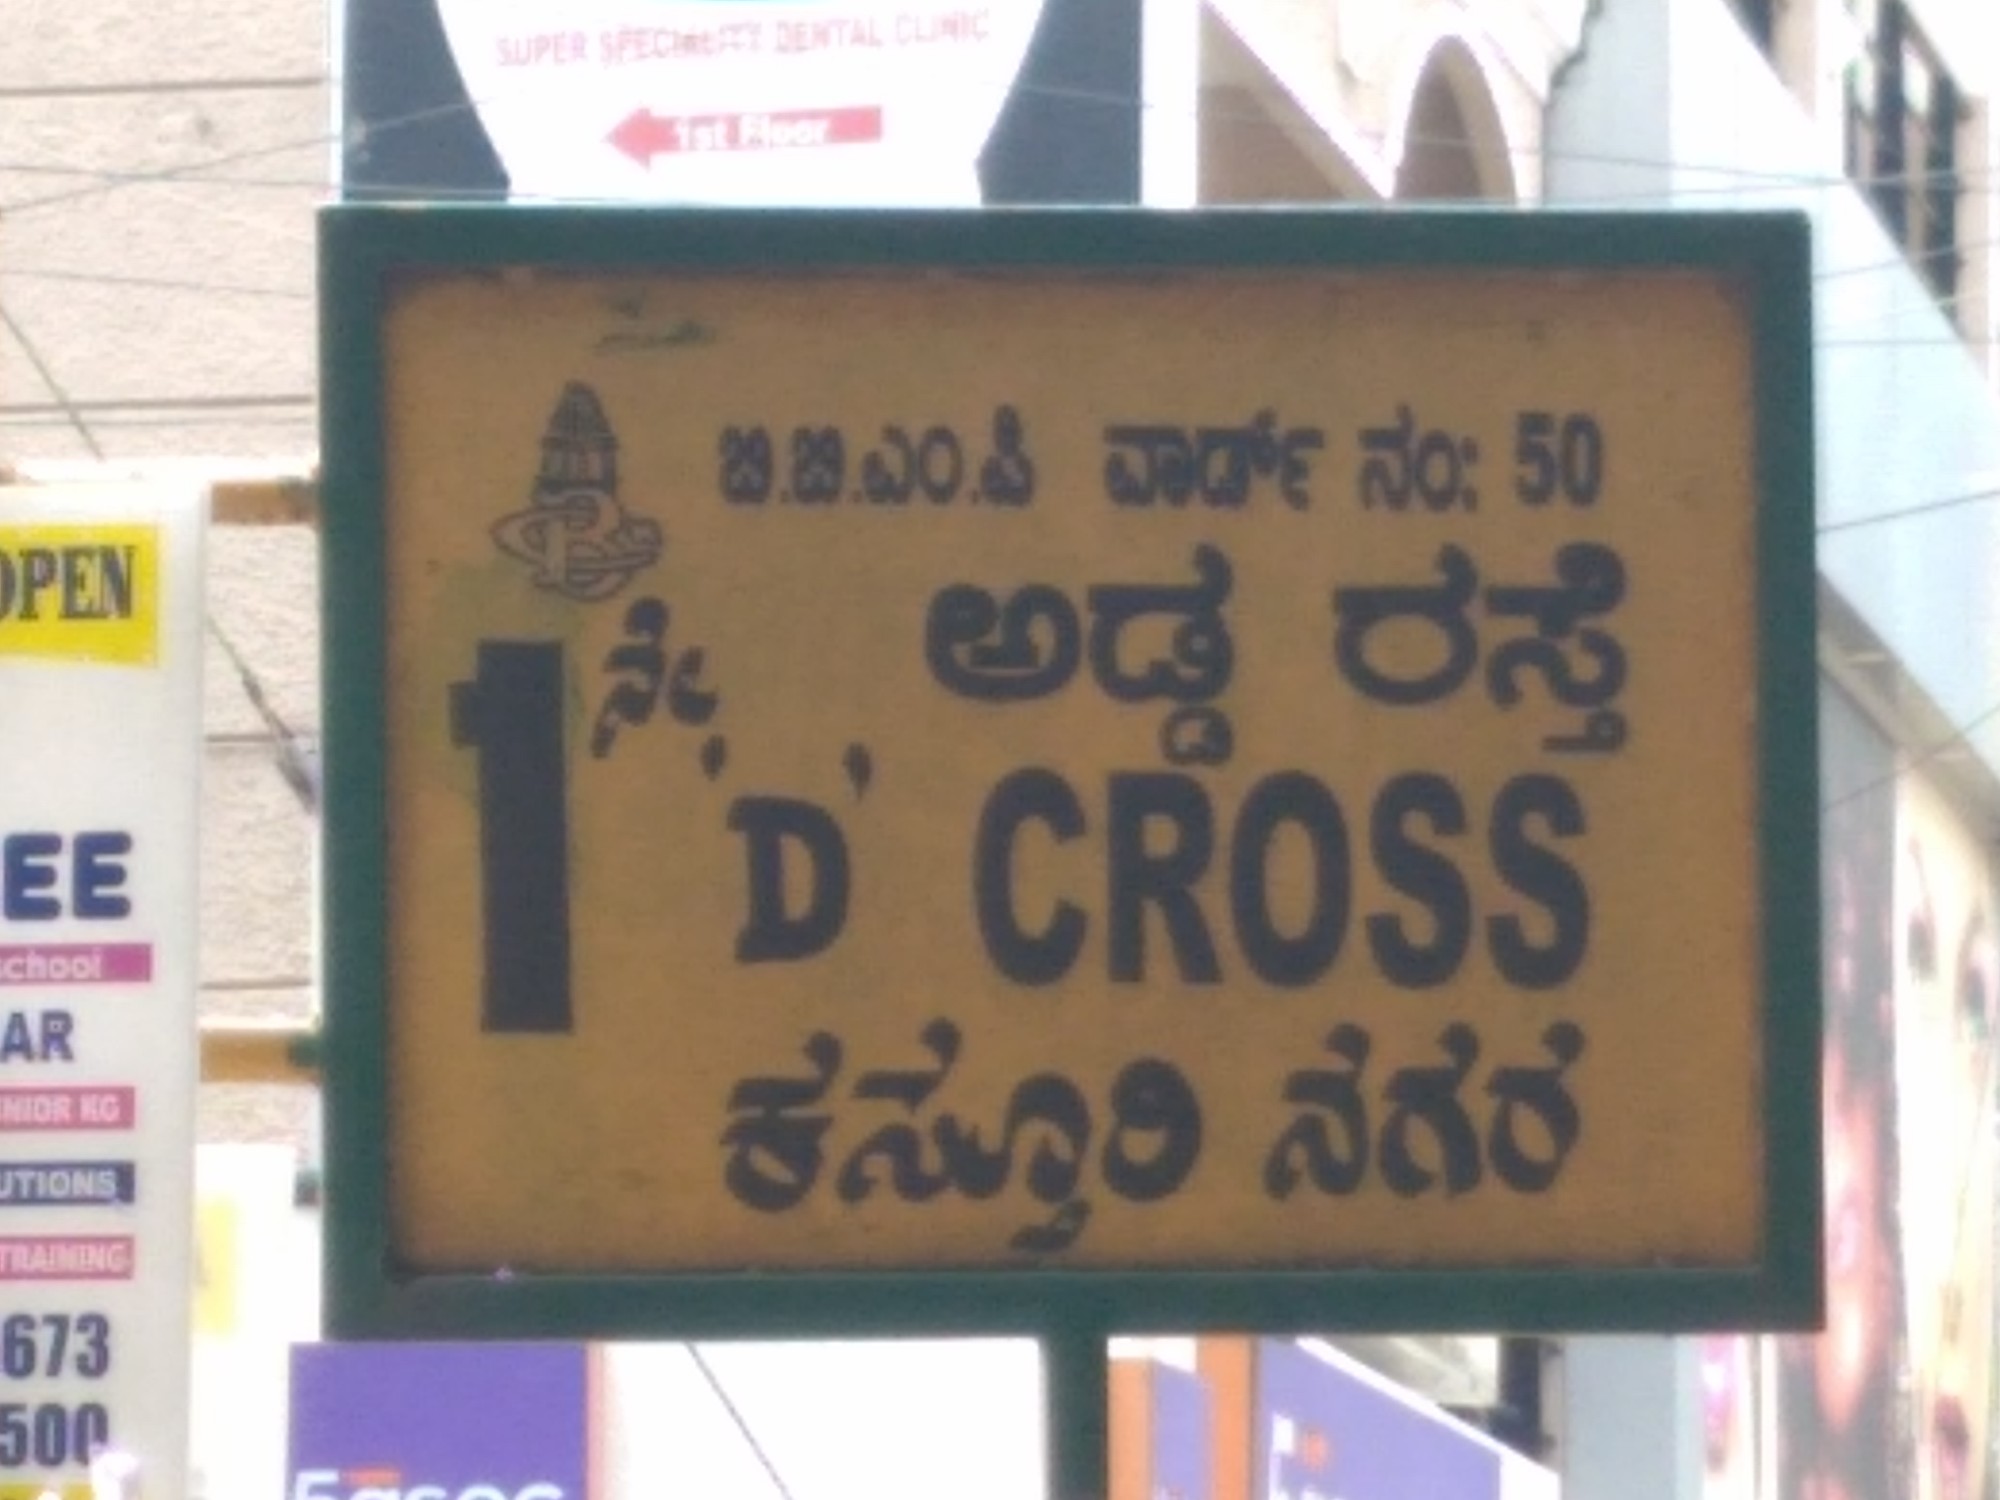 SUPER SPECIALITY DENTAL CLINIC
1st Floor
ಬಿ.ಬಿ.ಎಂ.ಪಿ ವಾರ್ಡ್ ನಂ: 50
1ನೇ ಅಡ್ಡ ರಸ್ತೆ
'D' CROSS
ಕಸ್ತೂರಿ ನಗರ
OPEN
EE
school
AR
NIOR KG
UTIONS
TRAINING
673
500